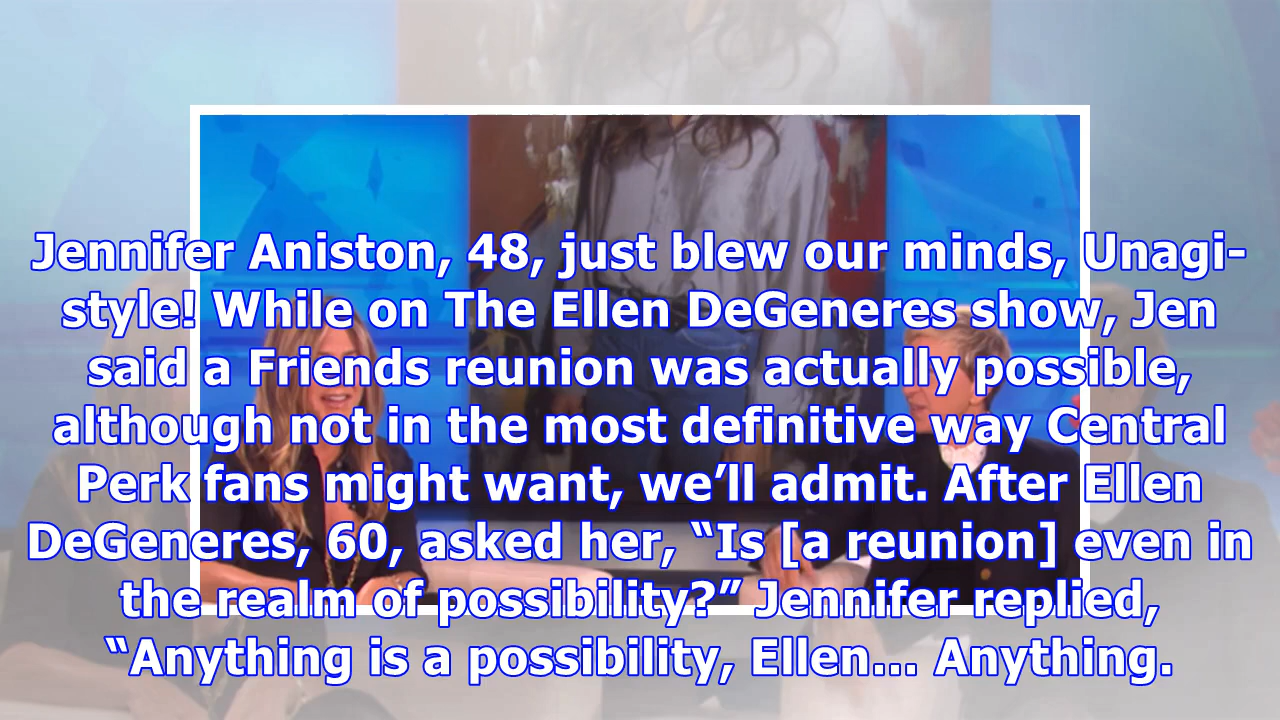 Jennifer Aniston, 48, just blew our minds, Unagi-
style! While on The Ellen DeGeneres show, Jen
said a Friends reunion was actually possible,
although not in the most definitive way Central
Perk fans might want, we’ll admit. After Ellen
DeGeneres, 60, asked her, “Is [a reunion] even in
the realm of possibility?” Jennifer replied,
“Anything is a possibility, Ellen… Anything.